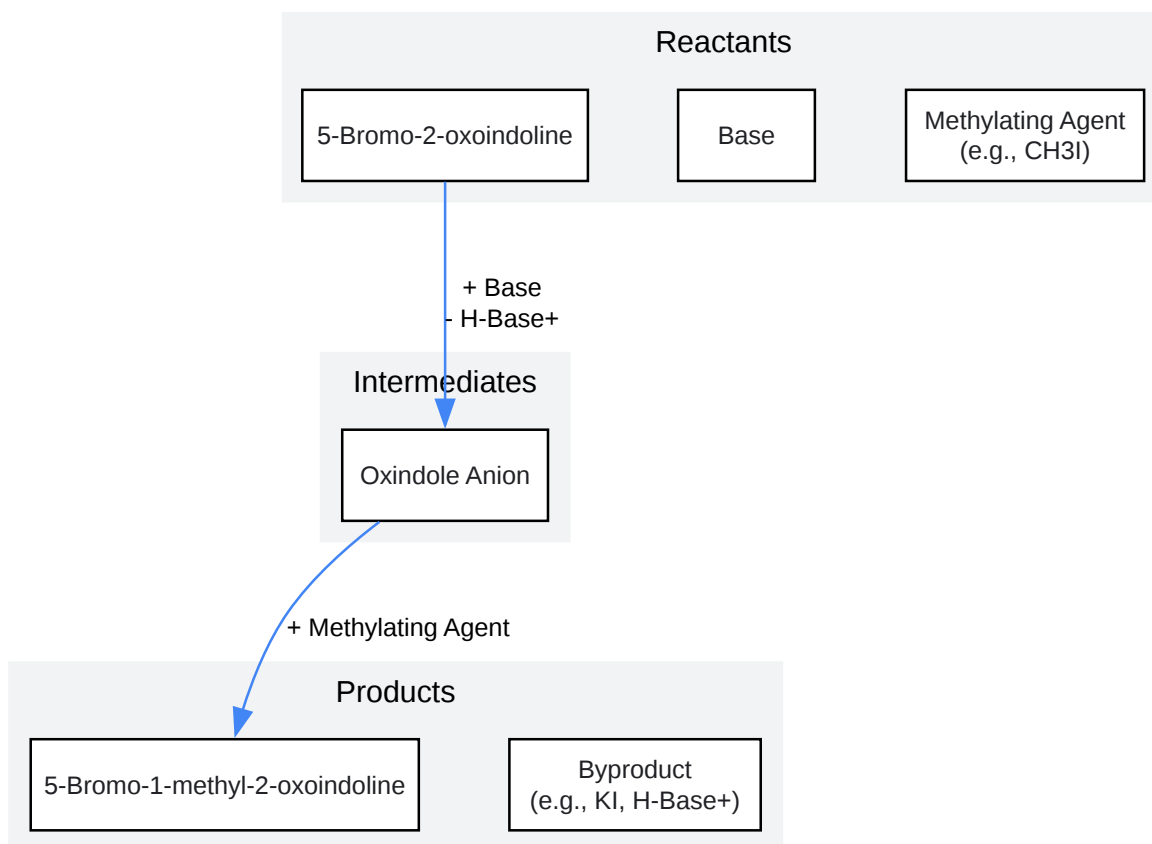 Reactants
5-Bromo-2-oxoindoline
Base
Methylating Agent
(e.g., CH3I)
+ Base
- H-Base+
Intermediates
Oxindole Anion
+ Methylating Agent
Products
5-Bromo-1-methyl-2-oxoindoline
Byproduct
(e.g., KI, H-Base+)